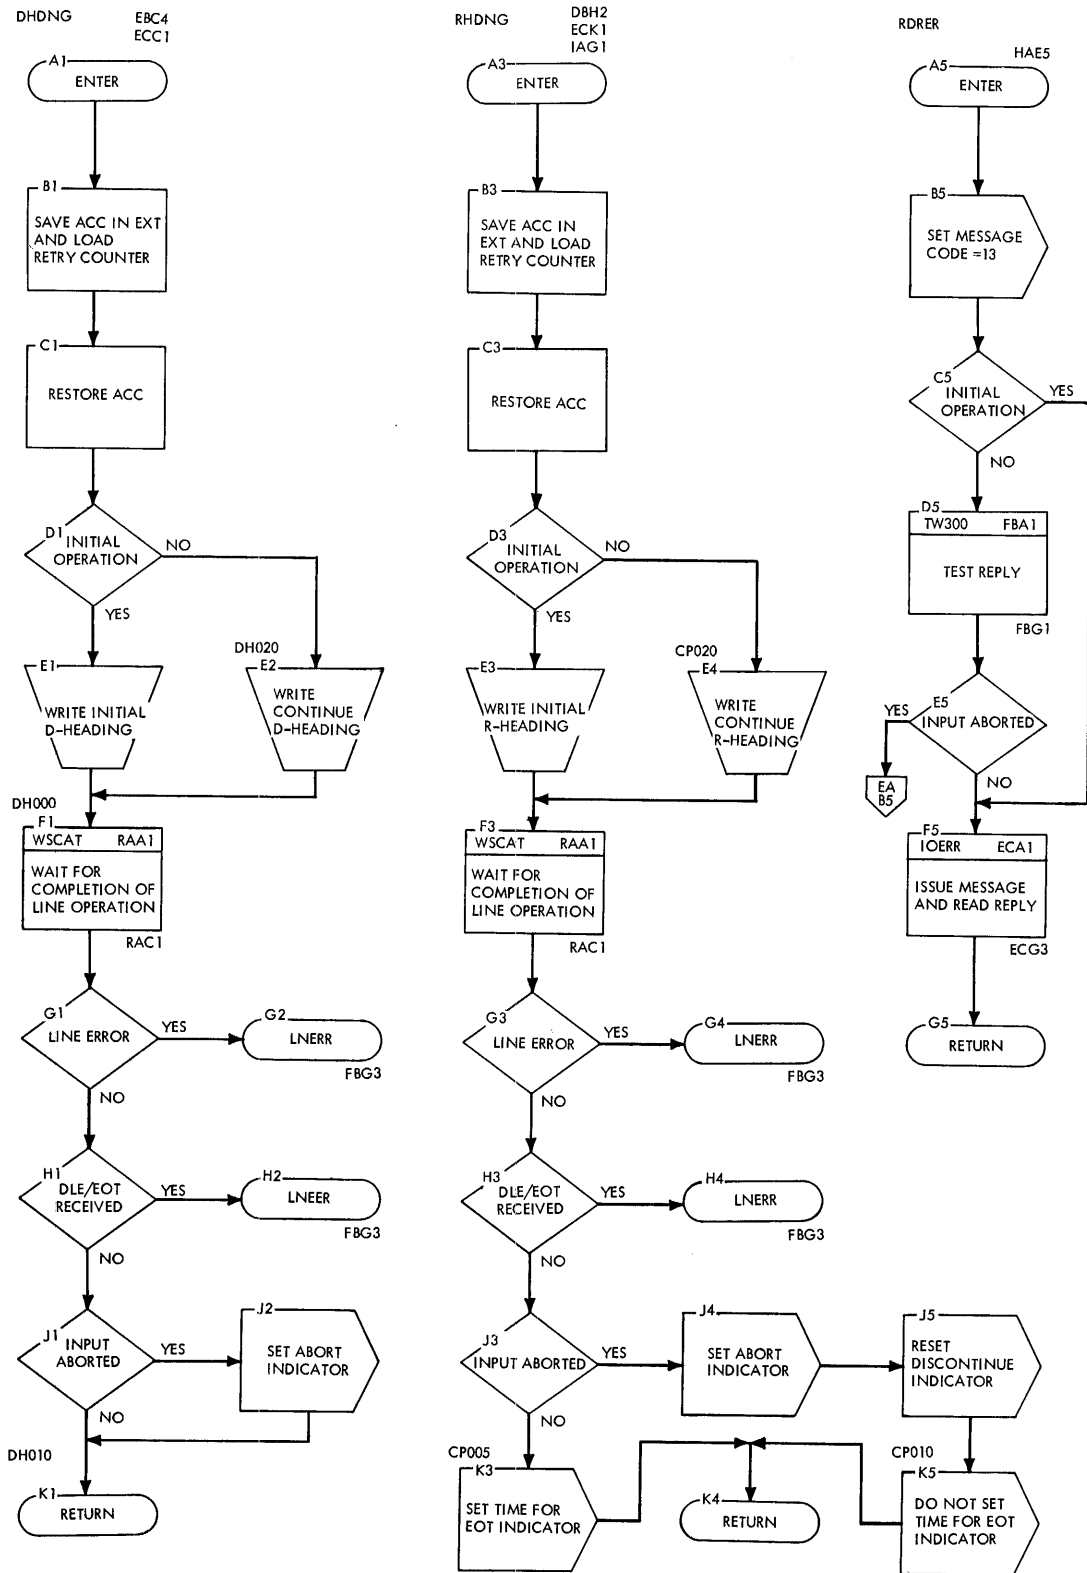 DHDNG
EBC4
ECC1
A1
ENTER
B1
SAVE ACC IN EXT
AND LOAD
RETRY COUNTER
C1
RESTORE ACC
D1
INITIAL
OPERATION
NO
YES
E1
WRITE INITIAL
D-HEADING
DH020
E2
WRITE
CONTINUE
D-HEADING
DH000
F1
WSCAT RAA1
WAIT FOR
COMPLETION OF
LINE OPERATION
RAC1
G1
LINE ERROR
YES
NO
G2
LNERR
FBG3
H1
DLE/EOT
RECEIVED
YES
NO
H2
LNEER
FBG3
J1
INPUT
ABORTED
YES
NO
J2
SET ABORT
INDICATOR
DH010
K1
RETURN
RHDNG
DBH2
ECK1
IAG1
A3
ENTER
B3
SAVE ACC IN
EXT AND LOAD
RETRY COUNTER
C3
RESTORE ACC
D3
INITIAL
OPERATION
NO
YES
E3
WRITE INITIAL
R-HEADING
CP020
E4
WRITE
CONTINUE
R-HEADING
F3
WSCAT RAA1
WAIT FOR
COMPLETION OF
LINE OPERATION
RAC1
G3
LINE ERROR
YES
NO
G4
LNERR
FBG3
H3
DLE/EOT
RECEIVED
YES
NO
H4
LNERR
FBG3
J3
INPUT ABORTED
YES
NO
J4
SET ABORT
INDICATOR
J5
RESET
DISCONTINUE
INDICATOR
CP005
K3
SET TIME FOR
EOT INDICATOR
K4
RETURN
CP010
K5
DO NOT SET
TIME FOR EOT
INDICATOR
RDRER
HAE5
A5
ENTER
B5
SET MESSAGE
CODE =13
C5
INITIAL
OPERATION
YES
NO
D5
TW300 FBA1
TEST REPLY
FBG1
E5
INPUT ABORTED
YES
NO
EA
B5
F5
IOERR ECA1
ISSUE MESSAGE
AND READ REPLY
ECG3
G5
RETURN